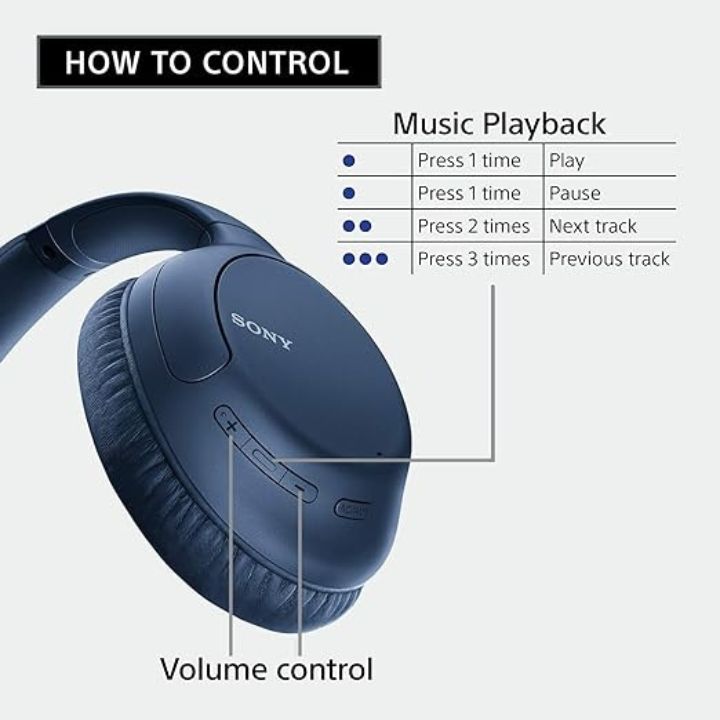 HOW TO CONTROL
Music Playback
Press 1 time Play
Press 1 time Pause
Press 2 times Next track
Press 3 times Previous track
SONY
+
-
Volume control